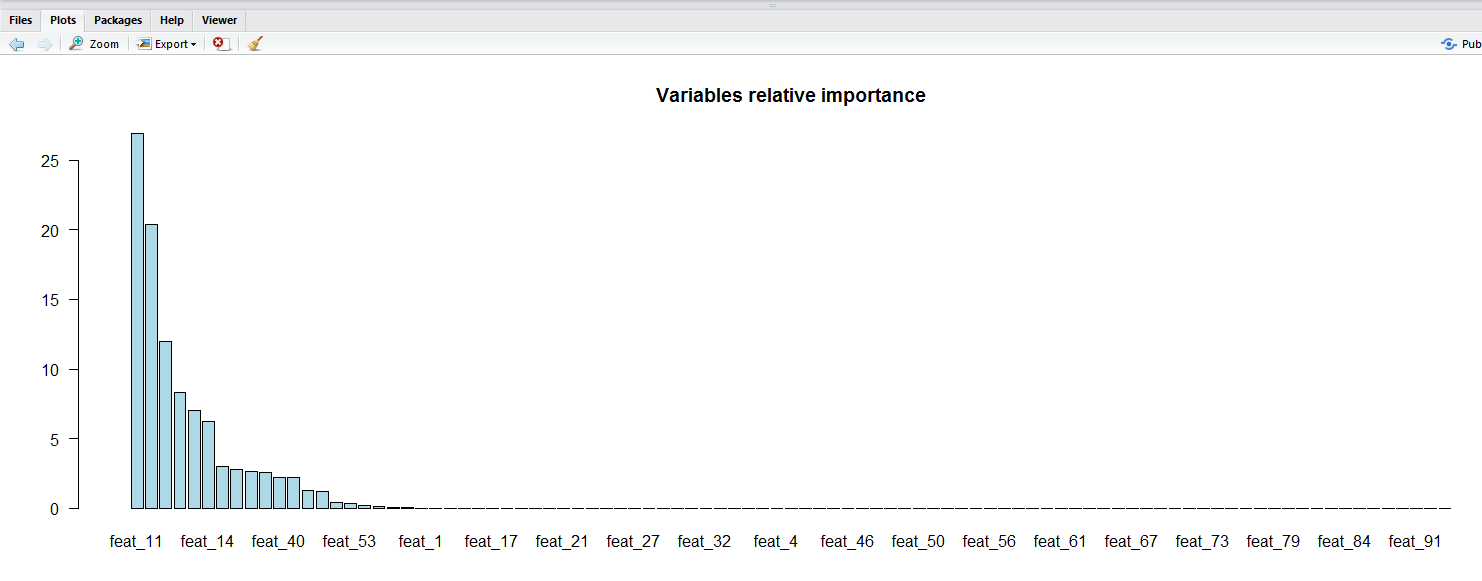 Files Plots Packages Help Viewer
Zoom Export Pub
Variables relative importance
25
20
15
10
5
0
feat_11 feat_14 feat_40 feat_53 feat_1 feat_17 feat_21 feat_27 feat_32 feat_4 feat_46 feat_50 feat_56 feat_61 feat_67 feat_73 feat_79 feat_84 feat_91